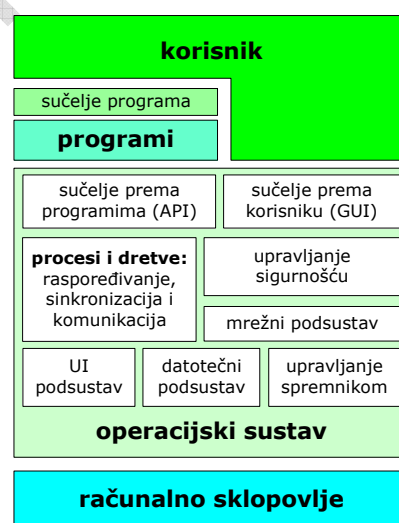 korisnik
sučelje programa
programi
sučelje prema
programima (API)
sučelje prema
korisniku (GUI)
procesi i dretve:
raspoređivanje,
sinkronizacija i
komunikacija
upravljanje
sigurnošću
mrežni podsustav
UI
podsustav
datotečni
podsustav
upravljanje
spremnikom
operacijski sustav
računalno sklopovlje